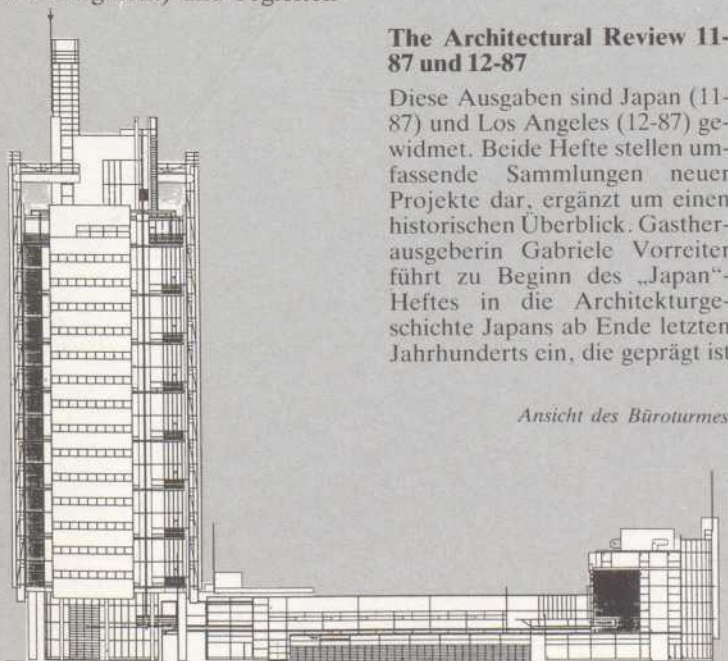 und begleiten
The Architectural Review 11-
87 und 12-87
Diese Ausgaben sind Japan (11-
87) und Los Angeles (12-87) ge-
widmet. Beide Hefte stellen um-
fassende Sammlungen neuer
Projekte dar, ergänzt um einen
historischen Überblick. Gasther-
ausgeberin Gabriele Vorreiter
führt zu Beginn des „Japan“-
Heftes in die Architekturge-
schichte Japans ab Ende letzten
Jahrhunderts ein, die geprägt ist
Ansicht des Büroturmes